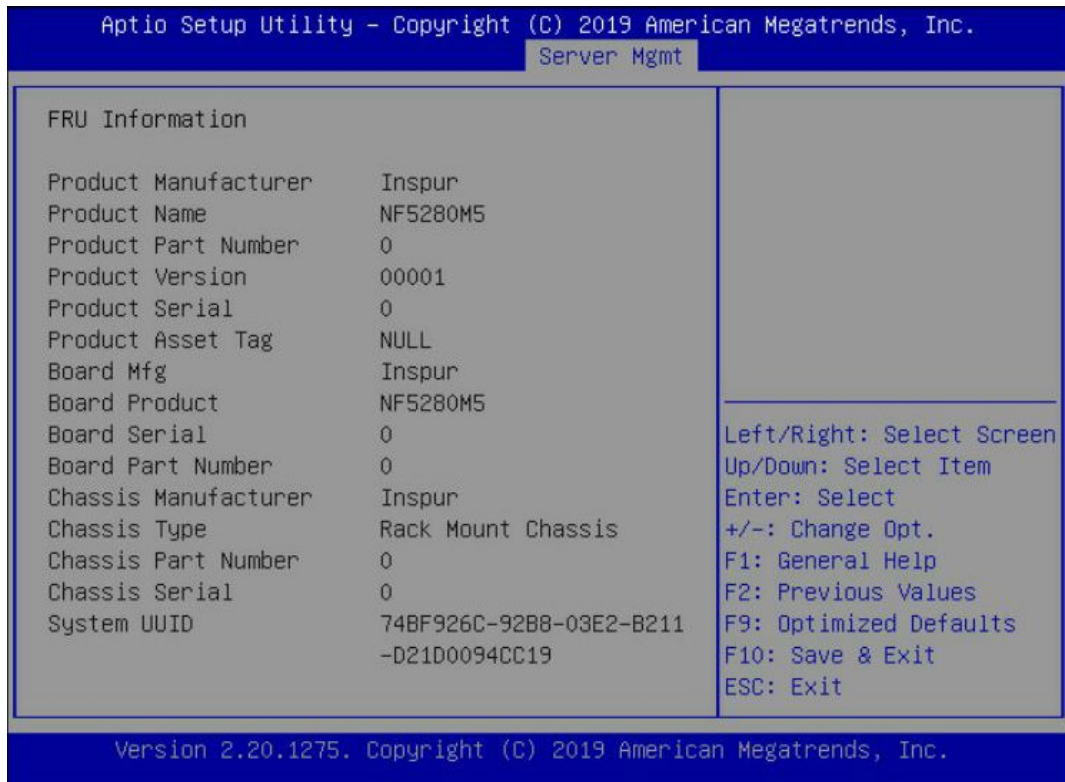 Aptio Setup Utility – Copyright (C) 2019 American Megatrends, Inc.
Server Mgmt
FRU Information
Product Manufacturer Inspur
Product Name NF5280M5
Product Part Number 0
Product Version 00001
Product Serial 0
Product Asset Tag NULL
Board Mfg Inspur
Board Product NF5280M5
Board Serial 0
Board Part Number 0
Chassis Manufacturer Inspur
Chassis Type Rack Mount Chassis
Chassis Part Number 0
Chassis Serial 0
System UUID 74BF926C-92B8-03E2-B211
-D21D0094CC19
Left/Right: Select Screen
Up/Down: Select Item
Enter: Select
+/-: Change Opt.
F1: General Help
F2: Previous Values
F9: Optimized Defaults
F10: Save & Exit
ESC: Exit
Version 2.20.1275. Copyright (C) 2019 American Megatrends, Inc.